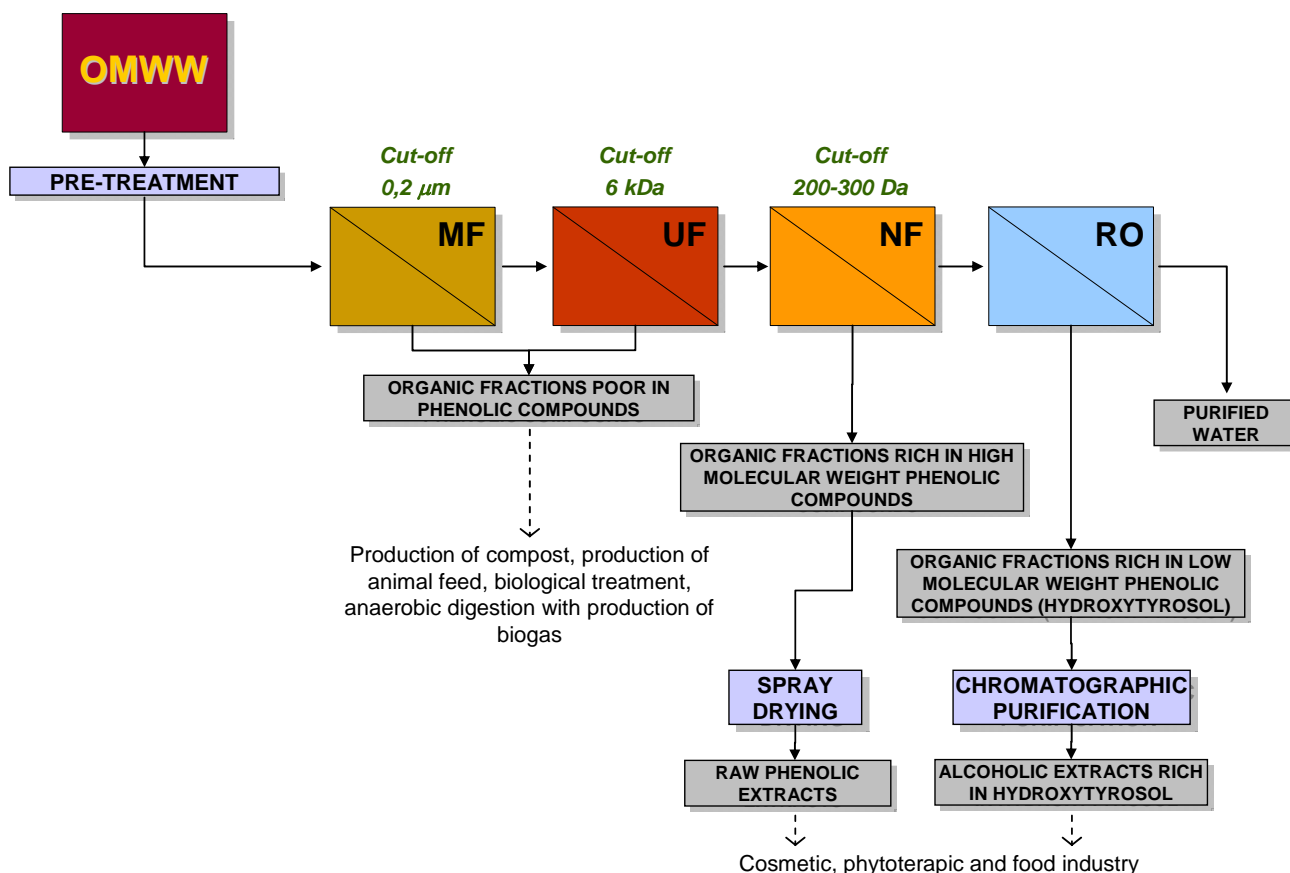 OMWW
PRE-TREATMENT
Cut-off
0,2 μm
Cut-off
6 kDa
Cut-off
200-300 Da
MF
UF
NF
RO
ORGANIC FRACTIONS POOR IN
PHENOLIC COMPOUNDS
PURIFIED
WATER
ORGANIC FRACTIONS RICH IN HIGH
MOLECULAR WEIGHT PHENOLIC
COMPOUNDS
Production of compost, production of
animal feed, biological treatment,
anaerobic digestion with production of
biogas
ORGANIC FRACTIONS RICH IN LOW
MOLECULAR WEIGHT PHENOLIC
COMPOUNDS (HYDROXYTYROSOL)
SPRAY
DRYING
CHROMATOGRAPHIC
PURIFICATION
RAW PHENOLIC
EXTRACTS
ALCOHOLIC EXTRACTS RICH
IN HYDROXYTYROSOL
Cosmetic, phytoterapic and food industry